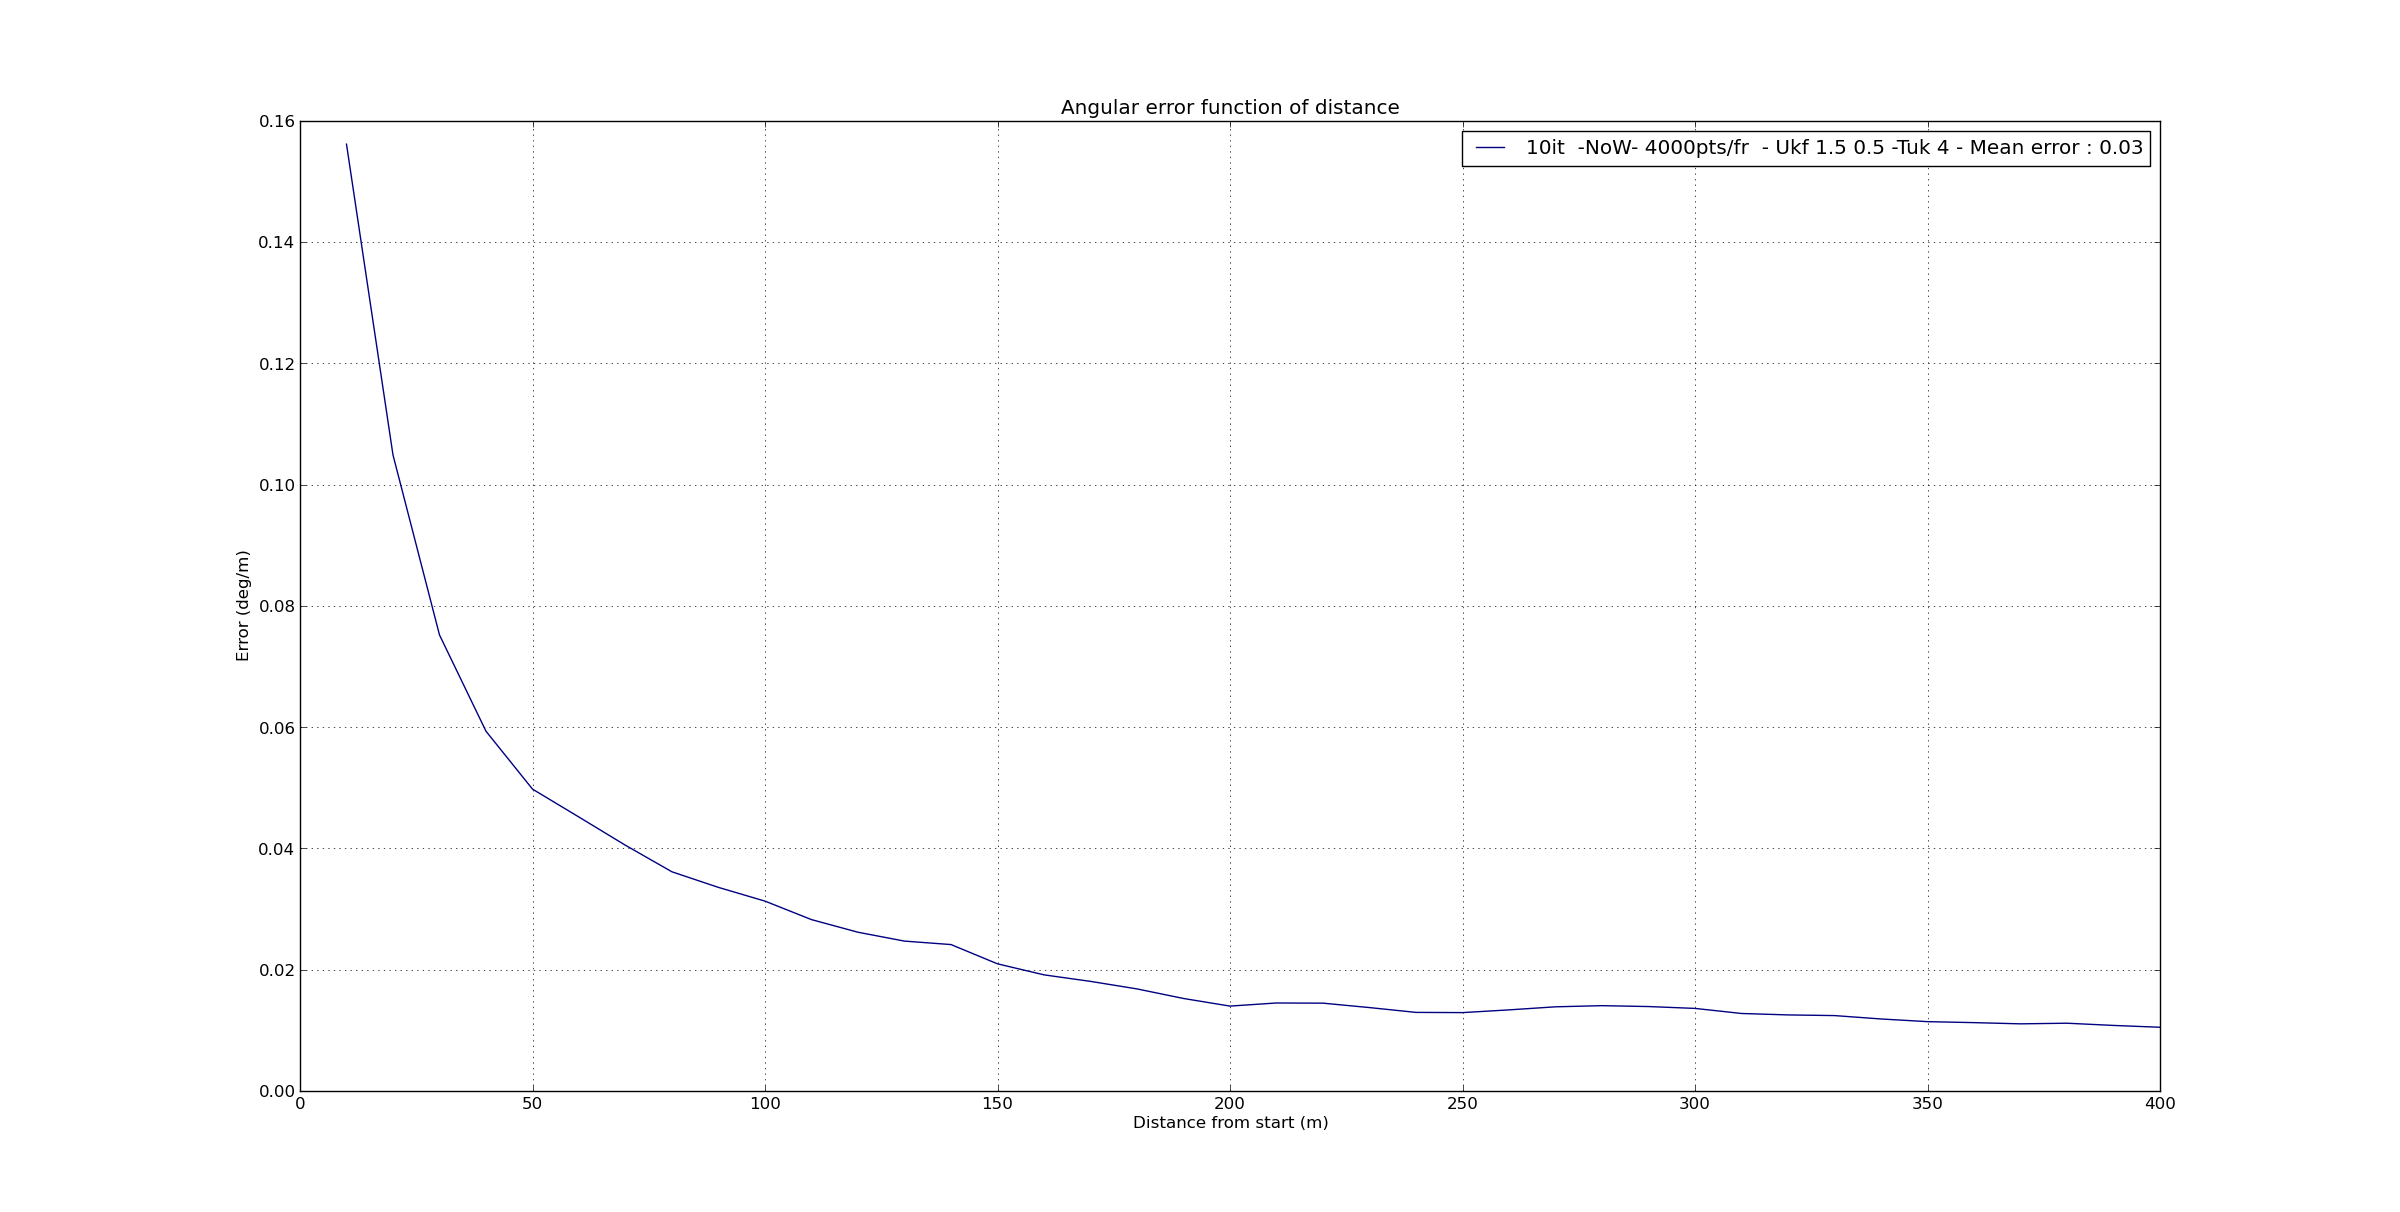 Angular error function of distance
10it  -NoW- 4000pts/fr  - Ukf 1.5 0.5 -Tuk 4 - Mean error : 0.03
0.16
0.14
0.12
0.10
0.08
0.06
0.04
0.02
0.00
Error (deg/m)
0 50 100 150 200 250 300 350 400
Distance from start (m)